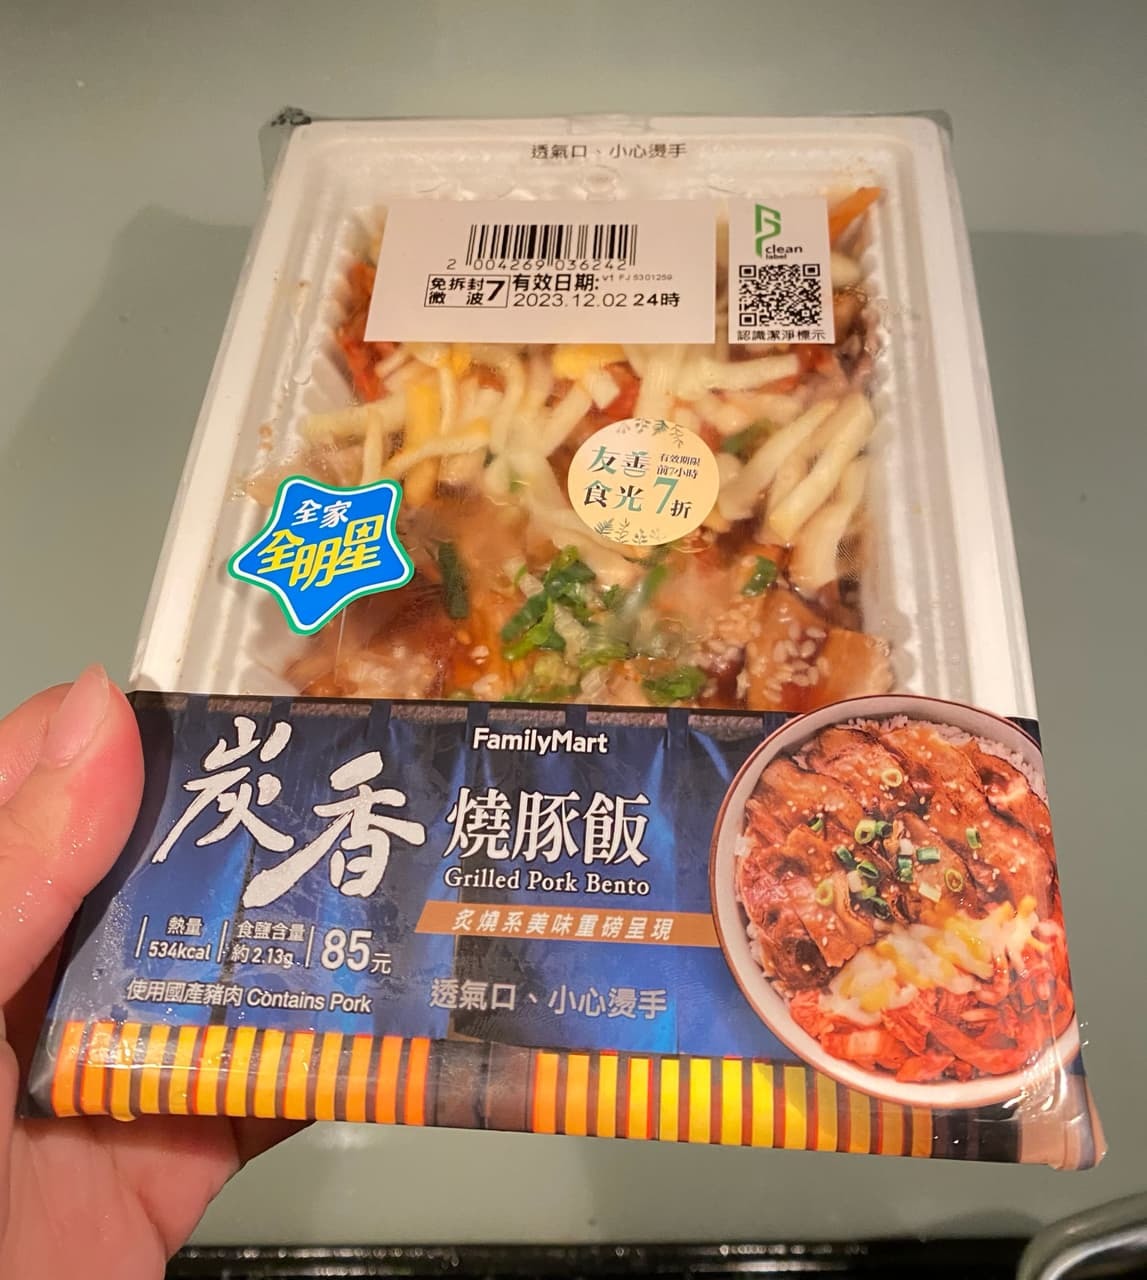 透氣口、小心燙手
2 004269 036242
免拆封
微 波
7
有效日期:
V1 FJ 5301259
2023.12.02 24時
clean
label
認識潔淨標示
友善
食光
有效期限
前7小時
7折
全家
全明星
FamilyMart
炭香
燒豚飯
Grilled Pork Bento
炙燒系美味重磅呈現
熱量
534kcal
食鹽含量
約 2.13g
85元
使用國產豬肉 Contains Pork
透氣口、小心燙手